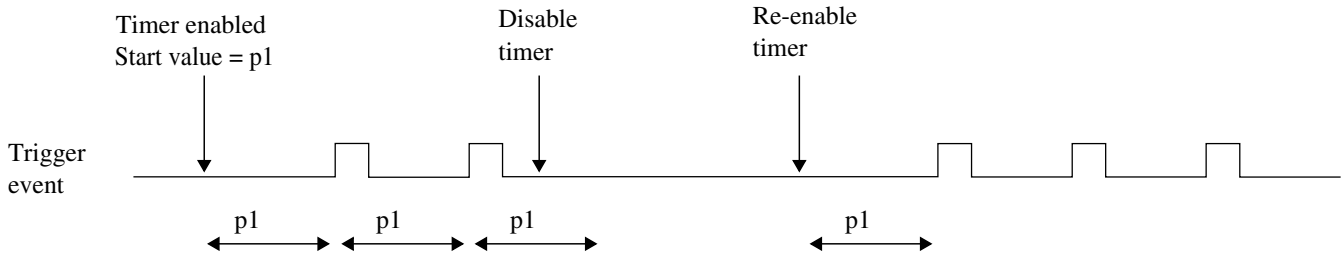 Timer enabled
Start value = p1
Disable
timer
Re-enable
timer
Trigger
event
p1
p1
p1
p1